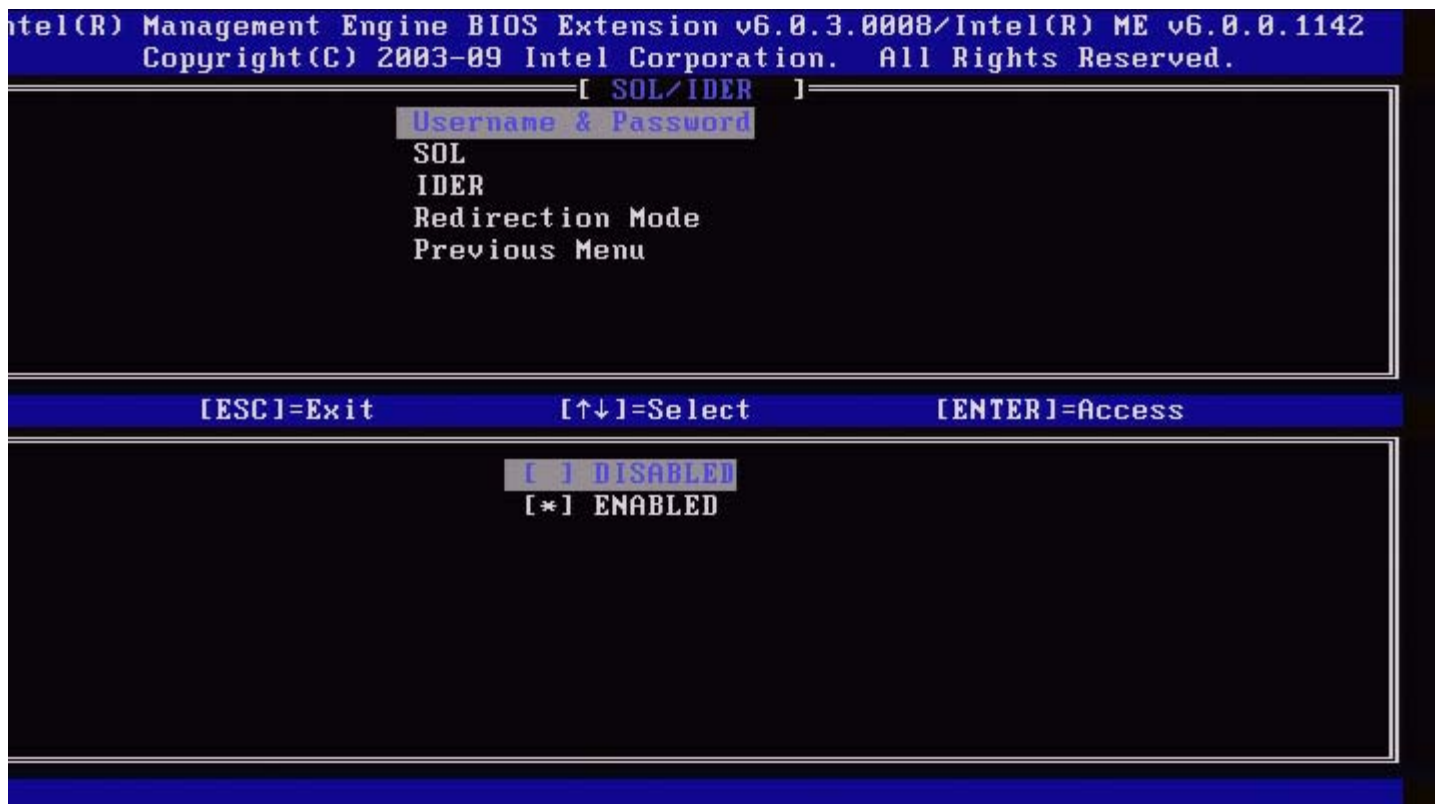 ntel(R) Management Engine BIOS Extension v6.0.3.0008/Intel(R) ME v6.0.0.1142
Copyright(C) 2003-09 Intel Corporation. All Rights Reserved.
[ SOL/IDER ]
Username & Password
SOL
IDER
Redirection Mode
Previous Menu
[ESC]=Exit [↑↓]=Select [ENTER]=Access
[ ] DISABLED
[*] ENABLED